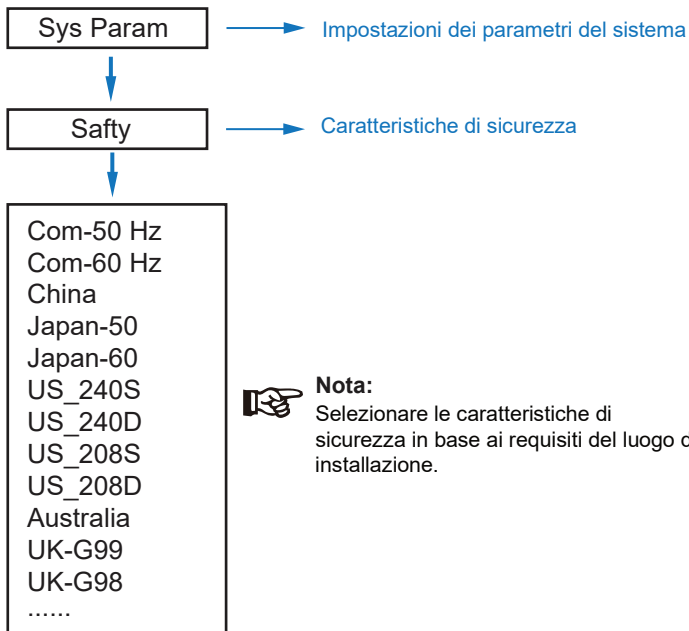 Sys Param
Impostazioni dei parametri del sistema
Safty
Caratteristiche di sicurezza
Com-50 Hz
Com-60 Hz
China
Japan-50
Japan-60
US_240S
US_240D
US_208S
US_208D
Australia
UK-G99
UK-G98
......
Nota:
Selezionare le caratteristiche di
sicurezza in base ai requisiti del luogo
installazione.